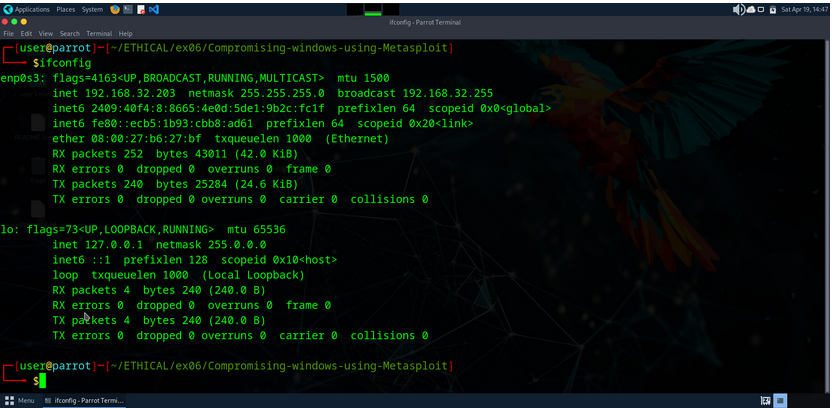 Applications Places System Sat Apr 19, 14:47
ifconfig - Parrot Terminal
File Edit View Search Terminal Help
[user@parrot]-[~/ETHICAL/ex06/Compromising-windows-using-Metasploit]
$ifconfig
enp0s3: flags=4163<UP,BROADCAST,RUNNING,MULTICAST> mtu 1500
inet 192.168.32.203 netmask 255.255.255.0 broadcast 192.168.32.255
inet6 2409:40f4:8:8665:4e0d:5de1:9b2c:fc1f prefixlen 64 scopeid 0x0<global>
inet6 fe80::ecb5:1b93:cbb8:ad61 prefixlen 64 scopeid 0x20<link>
ether 08:00:27:b6:27:bf txqueuelen 1000 (Ethernet)
RX packets 252 bytes 43011 (42.0 KiB)
RX errors 0 dropped 0 overruns 0 frame 0
TX packets 240 bytes 25284 (24.6 KiB)
TX errors 0 dropped 0 overruns 0 carrier 0 collisions 0
lo: flags=73<UP,LOOPBACK,RUNNING> mtu 65536
inet 127.0.0.1 netmask 255.0.0.0
inet6 ::1 prefixlen 128 scopeid 0x10<host>
loop txqueuelen 1000 (Local Loopback)
RX packets 4 bytes 240 (240.0 B)
RX errors 0 dropped 0 overruns 0 frame 0
TX packets 4 bytes 240 (240.0 B)
TX errors 0 dropped 0 overruns 0 carrier 0 collisions 0
[user@parrot]-[~/ETHICAL/ex06/Compromising-windows-using-Metasploit]
$
Menu ifconfig - Parrot Termi...